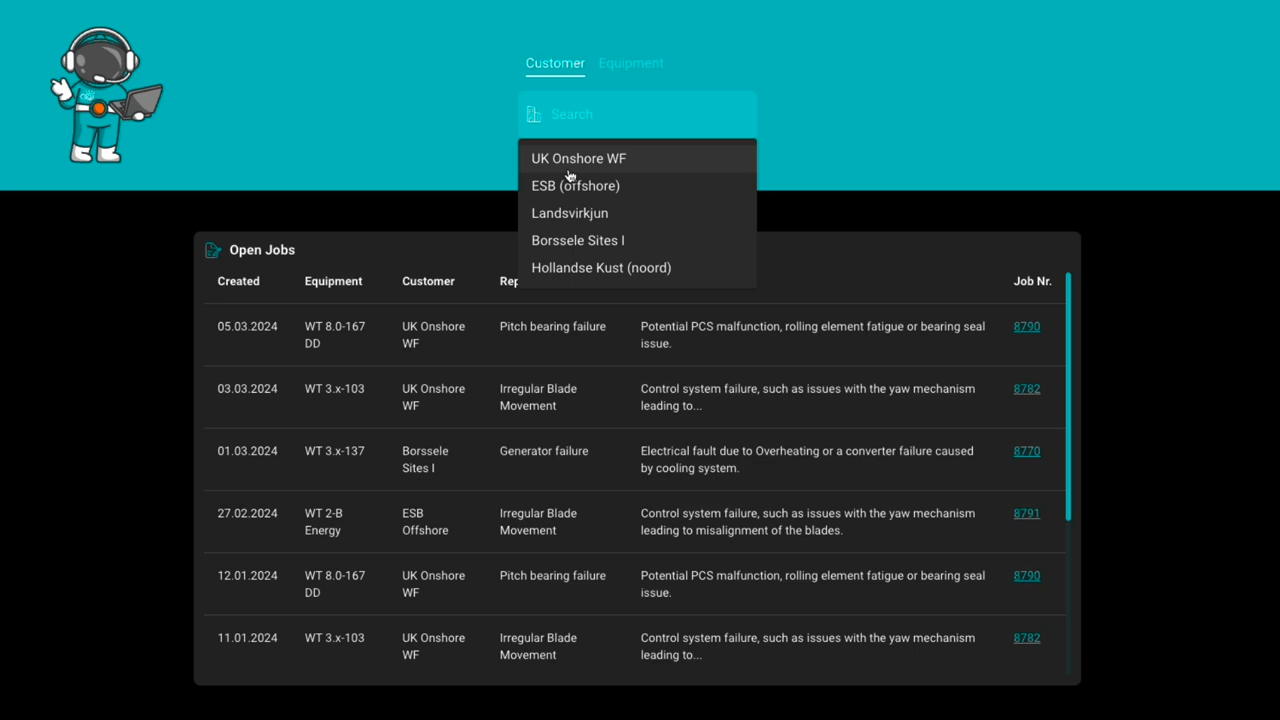 Customer Equipment
Search
UK Onshore WF
ESB (offshore)
Landsvirkjun
Borssele Sites I
Hollandse Kust (noord)
Open Jobs
Created Equipment Customer Rep Job Nr.
05.03.2024 WT 8.0-167 UK Onshore Pitch bearing failure Potential PCS malfunction, rolling element fatigue or bearing seal 8790
DD WF issue.
03.03.2024 WT 3.x-103 UK Onshore Irregular Blade Control system failure, such as issues with the yaw mechanism 8782
WF Movement leading to...
01.03.2024 WT 3.x-137 Borssele Generator failure Electrical fault due to Overheating or a converter failure caused 8770
Sites I by cooling system.
27.02.2024 WT 2-B ESB Irregular Blade Control system failure, such as issues with the yaw mechanism 8791
Energy Offshore Movement leading to misalignment of the blades.
12.01.2024 WT 8.0-167 UK Onshore Pitch bearing failure Potential PCS malfunction, rolling element fatigue or bearing seal 8790
DD WF issue.
11.01.2024 WT 3.x-103 UK Onshore Irregular Blade Control system failure, such as issues with the yaw mechanism 8782
WF Movement leading to...